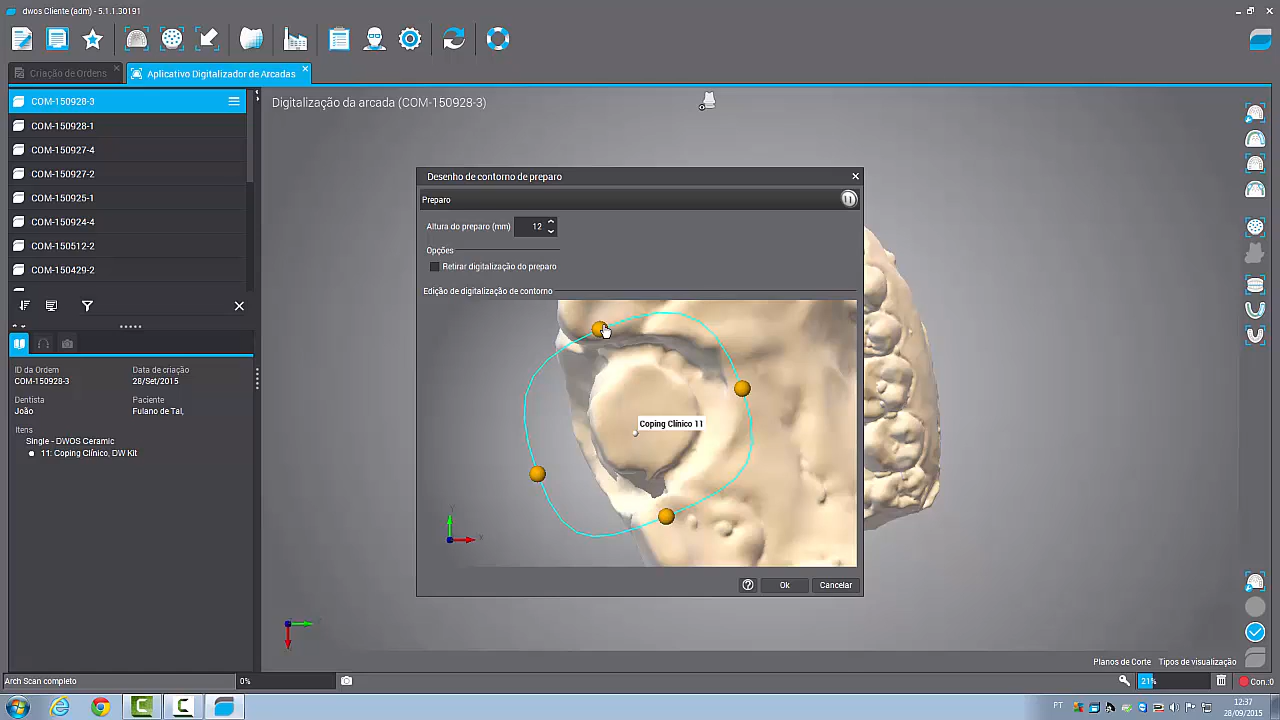 dwos Cliente (adm) - 5.1.1.30191
Criação de Ordens
Aplicativo Digitalizador de Arcadas
COM-150928-3
COM-150928-1
COM-150927-4
COM-150927-2
COM-150925-1
COM-150924-4
COM-150512-2
COM-150429-2
ID da Ordem
COM-150928-3
Data de criação
28/Set/2015
Dentista
João
Paciente
Fulano de Tal,
Itens
Single - DWOS Ceramic
11: Coping Clínico, DW Kit
Digitalização da arcada (COM-150928-3)
Desenho de contorno de preparo
Preparo
Altura do preparo (mm) 12
Opções
Retirar digitalização do preparo
Edição de digitalização de contorno
Coping Clínico 11
Y
X
Ok
Cancelar
Planos de Corte
Tipos de visualização
Arch Scan completo
0%
21%
Con.:0
PT
12:37
28/09/2015